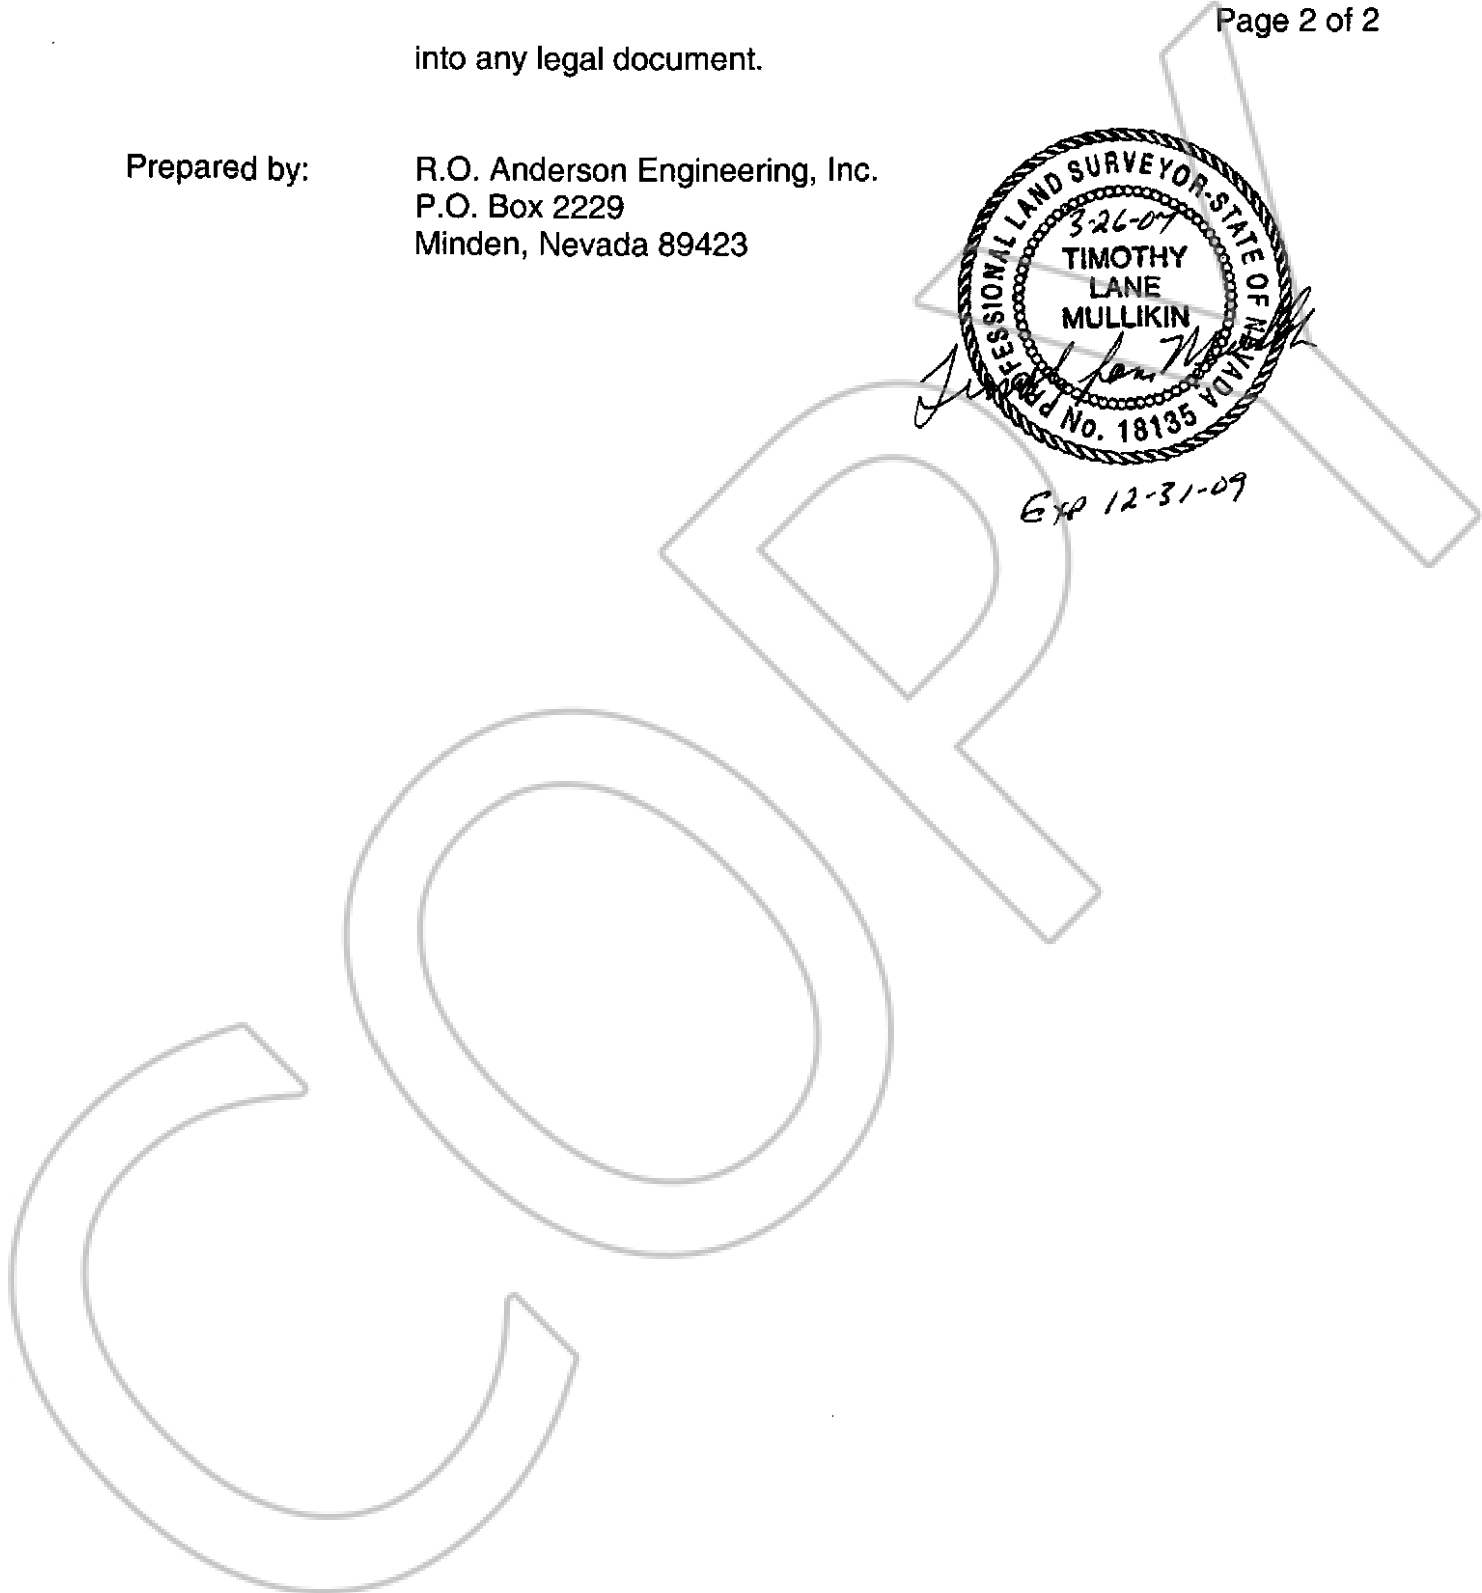 Page 2 of 2
into any legal document.
Prepared by:
R.O. Anderson Engineering, Inc.
P.O. Box 2229
Minden, Nevada 89423
PROFESSIONAL LAND SURVEYOR-STATE OF NEVADA
3-26-07
TIMOTHY
LANE
MULLIKIN
No. 18135
Exp 12-31-09
COPY